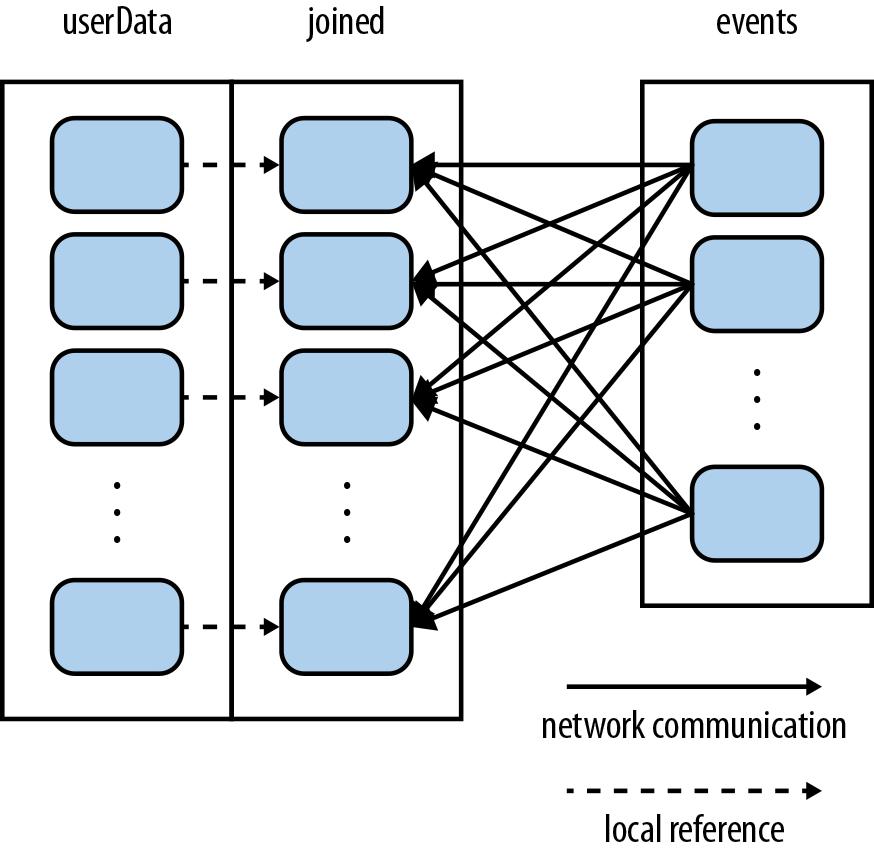 userData
joined
events
network communication
local reference